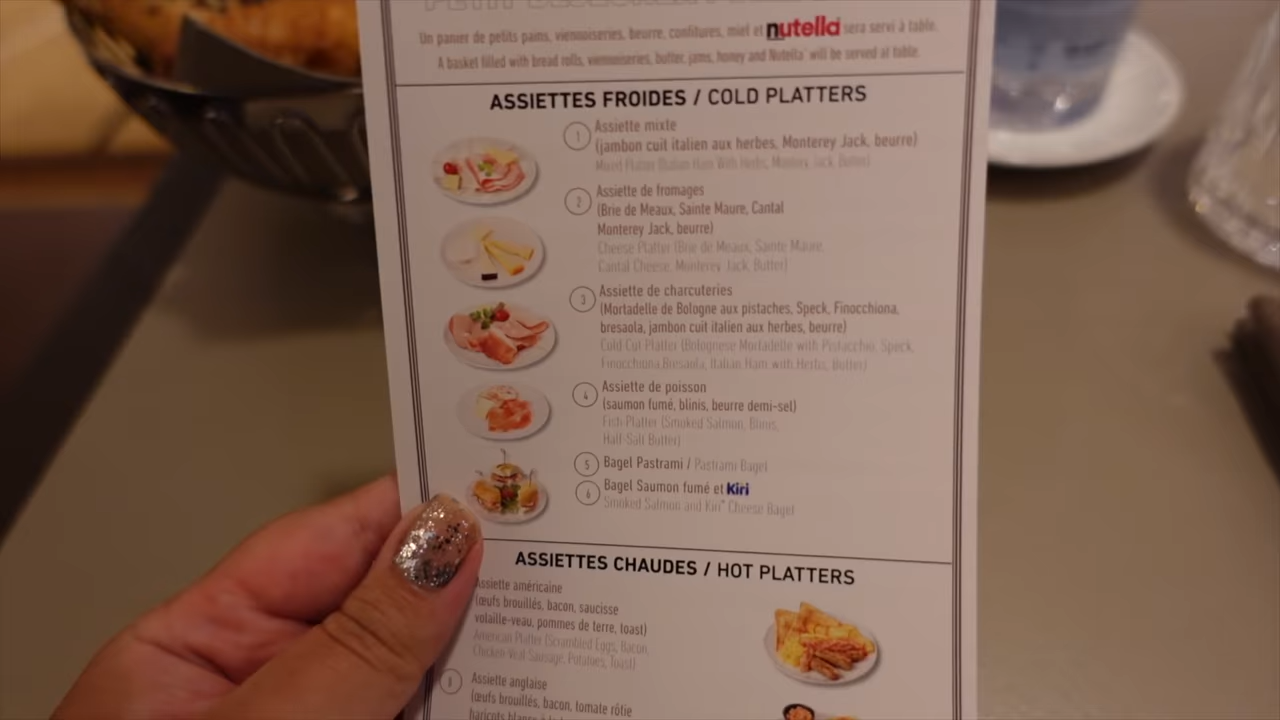 Un panier de petits pains, viennoiseries, beurre, confitures, miel et nutella sera servi à table.
A basket filled with bread rolls, viennoiseries, butter, jams, honey and Nutella® will be served at table.
ASSIETTES FROIDES / COLD PLATTERS
1 Assiette mixte
(jambon cuit italien aux herbes, Monterey Jack, beurre)
Mixed Platter (Italian Ham With Herbs, Monterey Jack, Butter)
2 Assiette de fromages
(Brie de Meaux, Sainte Maure, Cantal
Monterey Jack, beurre)
Cheese Platter (Brie de Meaux, Sainte Maure,
Cantal Cheese, Monterey Jack, Butter)
3 Assiette de charcuteries
(Mortadelle de Bologne aux pistaches, Speck, Finocchiona,
bresaola, jambon cuit italien aux herbes, beurre)
Cold Cut Platter (Bolognese Mortadelle with Pistacchio, Speck,
Finocchiona,Bresaola, Italian Ham with Herbs, Butter)
4 Assiette de poisson
(saumon fumé, blinis, beurre demi-sel)
Fish Platter (Smoked Salmon, Blinis,
Half-Salt Butter)
5 Bagel Pastrami / Pastrami Bagel
6 Bagel Saumon fumé et Kiri
Smoked Salmon and Kiri® Cheese Bagel
ASSIETTES CHAUDES / HOT PLATTERS
Assiette américaine
(œufs brouillés, bacon, saucisse
volaille-veau, pommes de terre, toast)
American Platter (Scrambled Eggs, Bacon,
Chicken-Veal Sausage, Potatoes, Toast)
8 Assiette anglaise
(œufs brouillés, bacon, tomate rôtie
haricots blancs